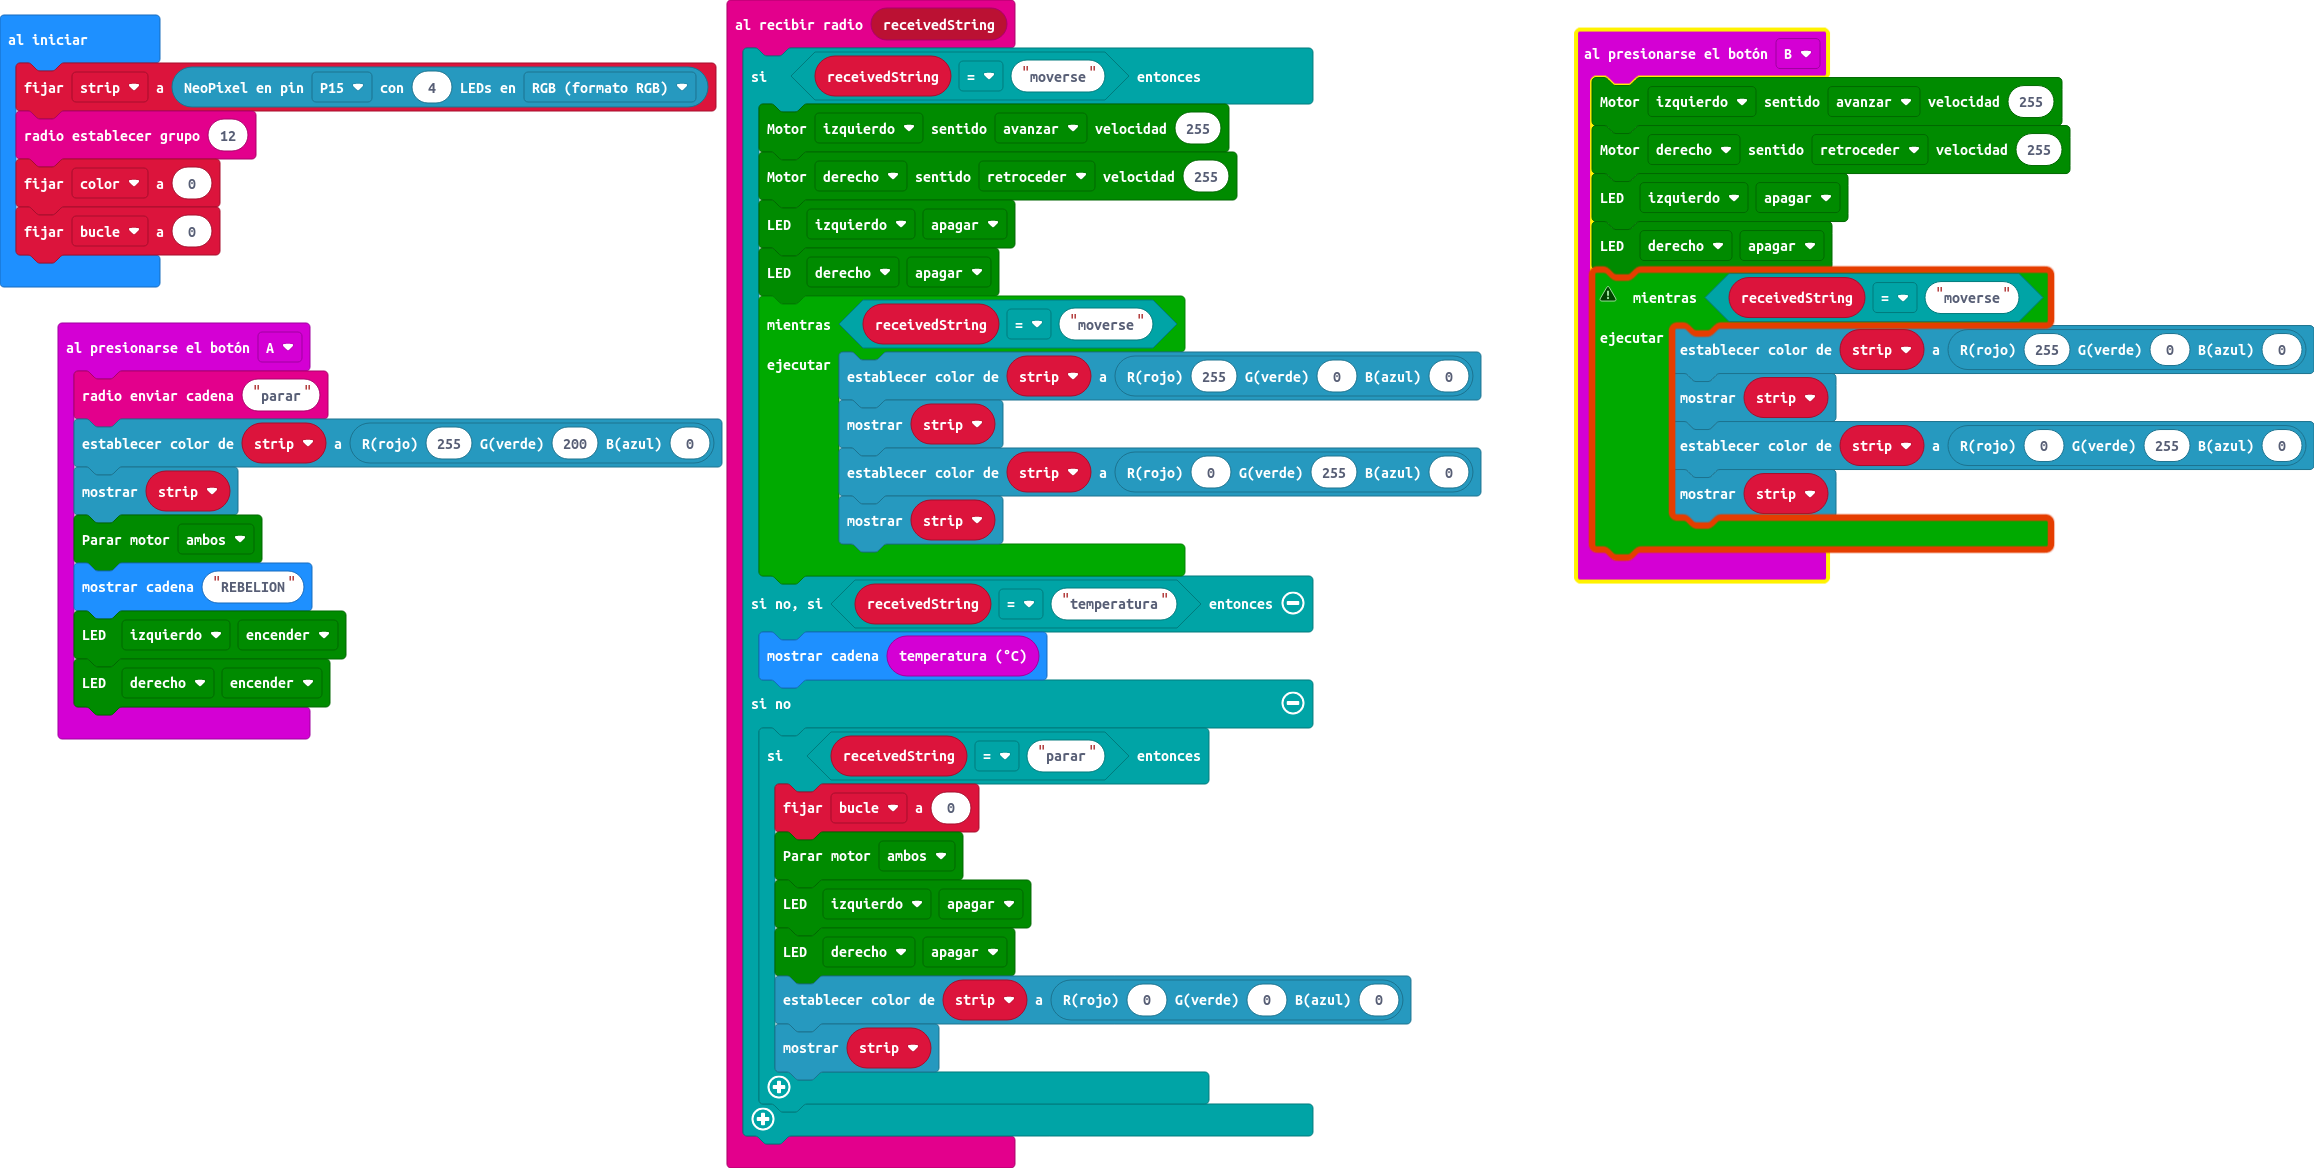 al iniciar
fijar strip a NeoPixel en pin P15 con 4 LEDs en RGB (formato RGB)
radio establecer grupo 12
fijar color a 0
fijar bucle a 0
al presionarse el botón A
radio enviar cadena "parar"
establecer color de strip a R(rojo) 255 G(verde) 200 B(azul) 0
mostrar strip
Parar motor ambos
mostrar cadena "REBELION"
LED izquierdo encender
LED derecho encender
al recibir radio receivedString
si receivedString = "moverse" entonces
Motor izquierdo sentido avanzar velocidad 255
Motor derecho sentido retroceder velocidad 255
LED izquierdo apagar
LED derecho apagar
mientras receivedString = "moverse"
ejecutar establecer color de strip a R(rojo) 255 G(verde) 0 B(azul) 0
mostrar strip
establecer color de strip a R(rojo) 0 G(verde) 255 B(azul) 0
mostrar strip
si no, si receivedString = "temperatura" entonces
mostrar cadena temperatura (°C)
si no
si receivedString = "parar" entonces
fijar bucle a 0
Parar motor ambos
LED izquierdo apagar
LED derecho apagar
establecer color de strip a R(rojo) 0 G(verde) 0 B(azul) 0
mostrar strip
al presionarse el botón B
Motor izquierdo sentido avanzar velocidad 255
Motor derecho sentido retroceder velocidad 255
LED izquierdo apagar
LED derecho apagar
mientras receivedString = "moverse"
ejecutar establecer color de strip a R(rojo) 255 G(verde) 0 B(azul) 0
mostrar strip
establecer color de strip a R(rojo) 0 G(verde) 255 B(azul) 0
mostrar strip